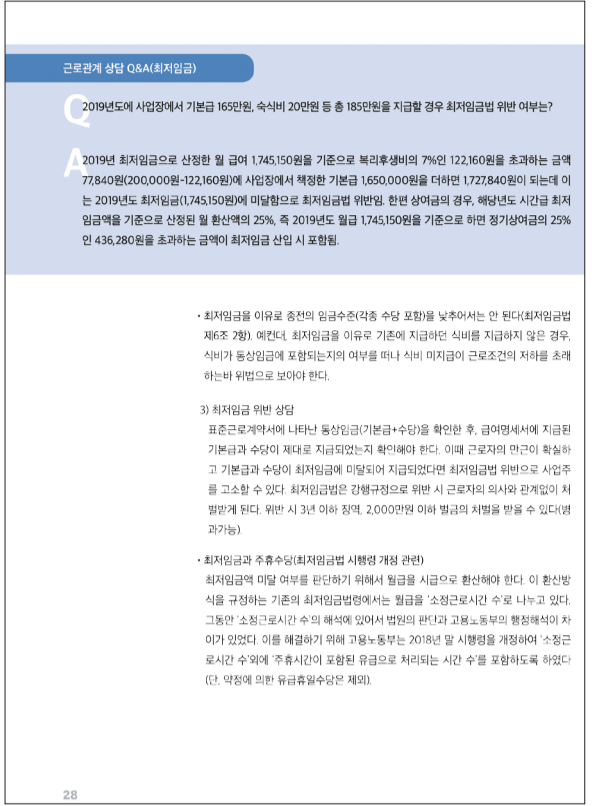 근로관계 상담 Q&A(최저임금)
Q
2019년도에 사업장에서 기본급 165만원, 숙식비 20만원 등 총 185만원을 지급할 경우 최저임금법 위반 여부는?
A
2019년 최저임금으로 산정한 월 급여 1,745,150원을 기준으로 복리후생비의 7%인 122,160원을 초과하는 금액
77,840원(200,000원-122,160원)에 사업장에서 책정한 기본급 1,650,000원을 더하면 1,727,840이 되는데 이
는 2019년도 최저임금(1,745,150원)에 미달함으로 최저임금법 위반임. 한편 상여금의 경우, 해당년도 시간급 최저
임금액을 기준으로 산정된 월 환산액의 25%, 즉 2019년도 월급 1,745,150원을 기준으로 하면 정기상여금의 25%
인 436,280원을 초과하는 금액이 최저임금 산입 시 포함됨.
• 최저임금을 이유로 종전의 임금수준(각종 수당 포함)을 낮추어서는 안 된다(최저임금법
제6조 2항). 예컨대, 최저임금을 이유로 기존에 지급하던 식비를 지급하지 않은 경우,
식비가 통상임금에 포함되는지의 여부를 떠나 식비 미지급이 근로조건의 저하를 초래
하는바 위법으로 보아야 한다.
3) 최저임금 위반 상담
표준근로계약서에 나타난 통상임금(기본급+수당)을 확인한 후, 급여명세서에 지급된
기본급과 수당이 제대로 지급되었는지 확인해야 한다. 이때 근로자의 만근이 확실하
고 기본급과 수당이 최저임금에 미달되어 지급되었다면 최저임금법 위반으로 사업주
를 고소할 수 있다. 최저임금법은 강행규정으로 위반 시 근로자의 의사와 관계없이 처
벌받게 된다. 위반 시 3년 이하 징역, 2,000만원 이하 벌금의 처벌을 받을 수 있다(병
과가능).
• 최저임금과 주휴수당(최저임금법 시행령 개정 관련)
최저임금액 미달 여부를 판단하기 위해서 월급을 시급으로 환산해야 한다. 이 환산방
식을 규정하는 기존의 최저임금법령에서는 월급을 '소정근로시간 수'로 나누고 있다.
그동안 '소정근로시간 수'의 해석에 있어서 법원의 판단과 고용노동부의 행정해석이 차
이가 있었다. 이를 해결하기 위해 고용노동부는 2018년 말 시행령을 개정하여 '소정근
로시간 수'외에 '주휴시간이 포함된 유급으로 처리되는 시간 수'를 포함하도록 하였다
(단, 약정에 의한 유급휴일수당은 제외).
28